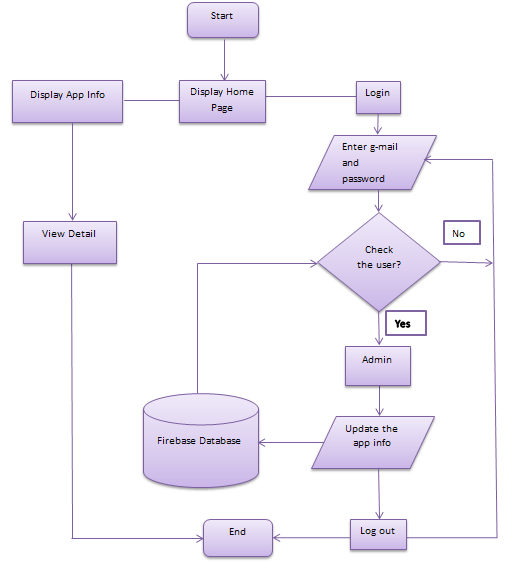 Start
Display App Info
Display Home
Page
Login
Enter g-mail
and
password
View Detail
Check
the user?
No
Yes
Admin
Firebase Database
Update the
app info
End
Log out